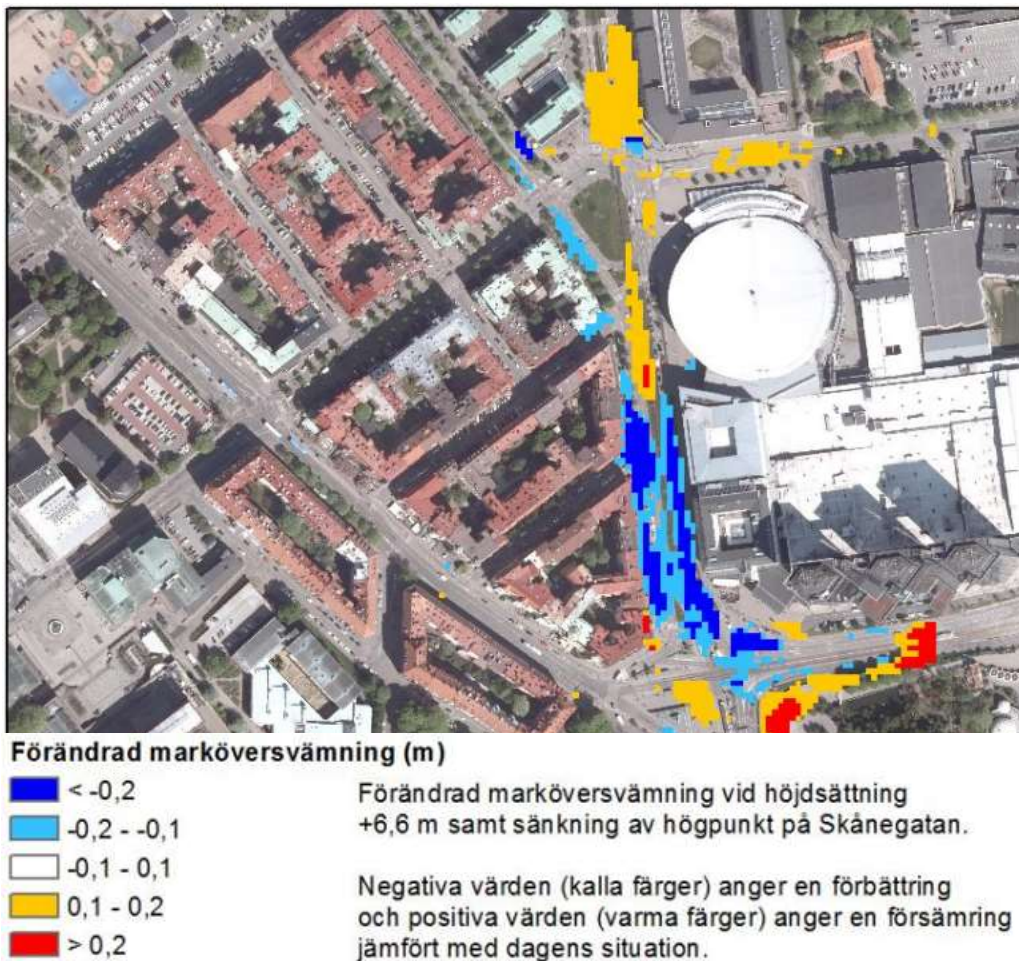 Förändrad marköversvämning (m)
< -0,2
-0,2 - -0,1
-0,1 - 0,1
0,1 - 0,2
> 0,2
Förändrad marköversvämning vid höjdsättning
+6,6 m samt sänkning av högpunkt på Skånegatan.
Negativa värden (kalla färger) anger en förbättring
och positiva värden (varma färger) anger en försämring
jämfört med dagens situation.